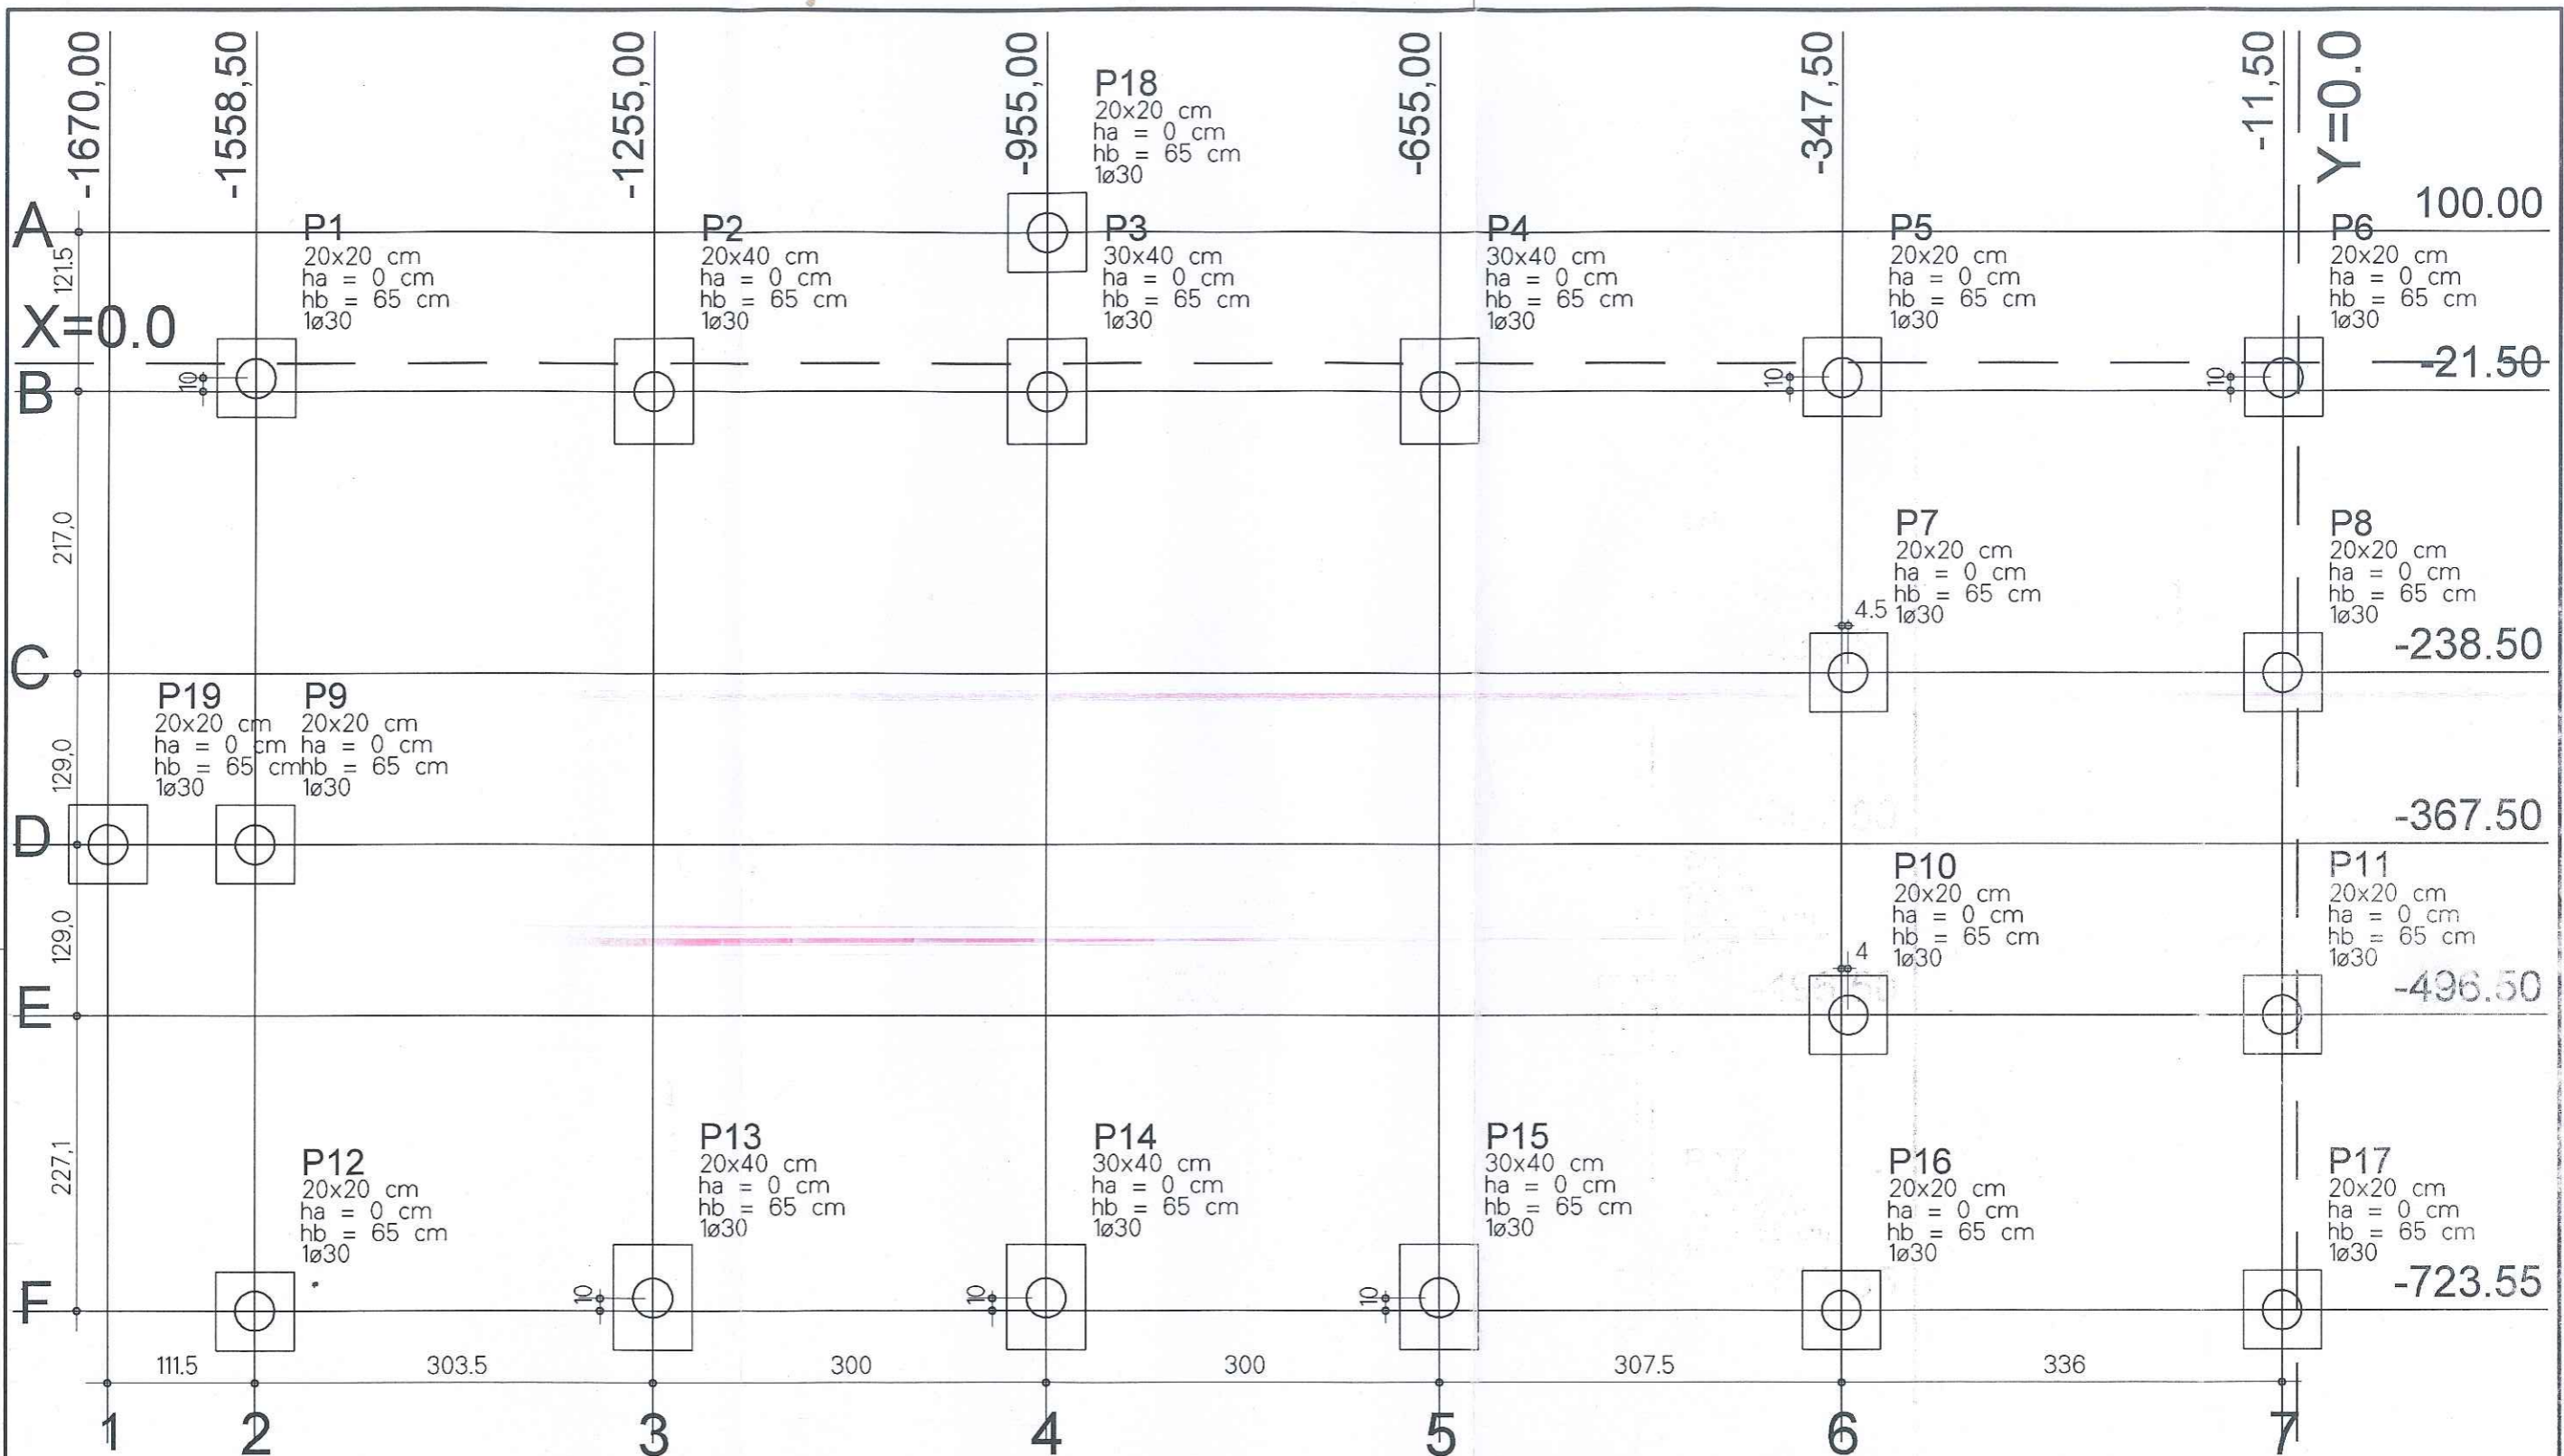 -1670,00
-1558,50
-1255,00
-955,00
-655,00
-347,50
-11,50
Y=0.0
P18
20x20 cm
ha = 0 cm
hb = 65 cm
1ø30
A
100.00
121.5
P1
20x20 cm
ha = 0 cm
hb = 65 cm
1ø30
P2
20x40 cm
ha = 0 cm
hb = 65 cm
1ø30
P3
30x40 cm
ha = 0 cm
hb = 65 cm
1ø30
P4
30x40 cm
ha = 0 cm
hb = 65 cm
1ø30
P5
20x20 cm
ha = 0 cm
hb = 65 cm
1ø30
P6
20x20 cm
ha = 0 cm
hb = 65 cm
1ø30
X=0.0
-21.50
B
10
10
10
217,0
P7
20x20 cm
ha = 0 cm
hb = 65 cm
1ø30
4.5
P8
20x20 cm
ha = 0 cm
hb = 65 cm
1ø30
C
-238.50
129,0
P19
20x20 cm
ha = 0 cm
hb = 65 cm
1ø30
P9
20x20 cm
ha = 0 cm
hb = 65 cm
1ø30
D
-367.50
129,0
P10
20x20 cm
ha = 0 cm
hb = 65 cm
1ø30
4
P11
20x20 cm
ha = 0 cm
hb = 65 cm
1ø30
E
-496.50
227,1
P12
20x20 cm
ha = 0 cm
hb = 65 cm
1ø30
P13
20x40 cm
ha = 0 cm
hb = 65 cm
1ø30
P14
30x40 cm
ha = 0 cm
hb = 65 cm
1ø30
P15
30x40 cm
ha = 0 cm
hb = 65 cm
1ø30
P16
20x20 cm
ha = 0 cm
hb = 65 cm
1ø30
P17
20x20 cm
ha = 0 cm
hb = 65 cm
1ø30
F
10
10
10
-723.55
111.5
303.5
300
300
307.5
336
1
2
3
4
5
6
7